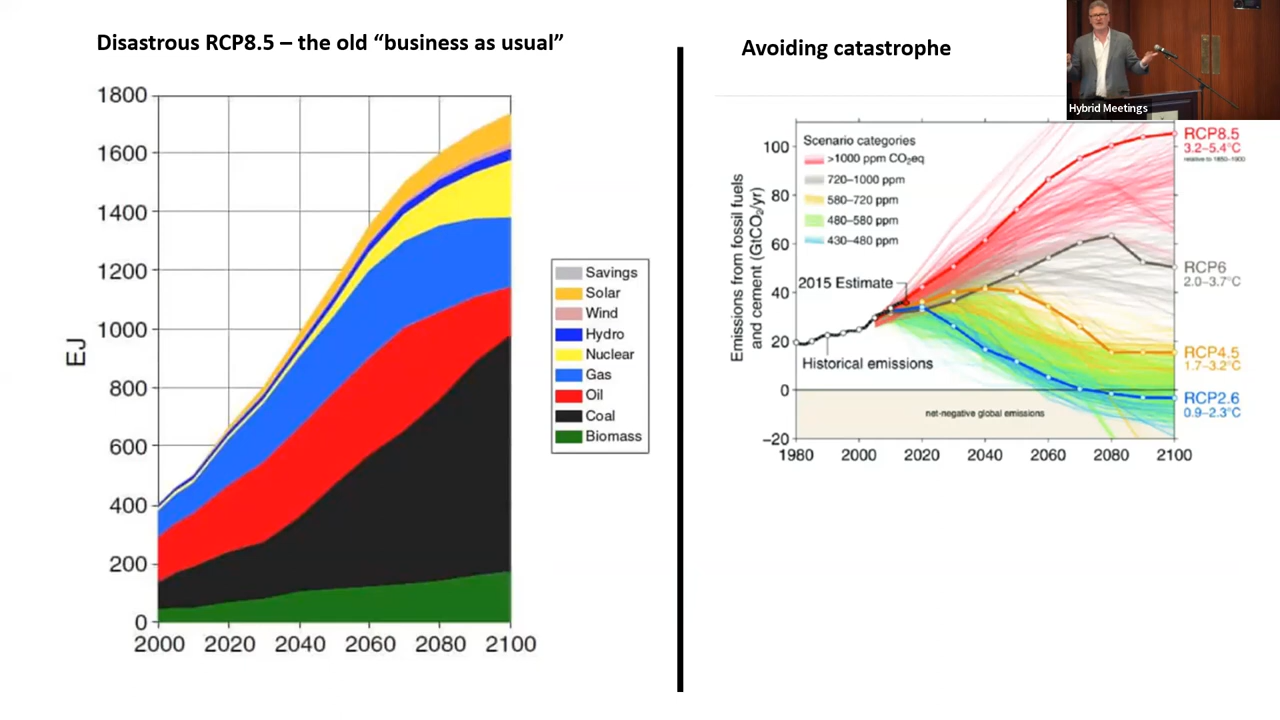 Disastrous RCP8.5 – the old “business as usual”
1800
1600
1400
1200
1000
800
600
400
200
0
EJ
2000 2020 2040 2060 2080 2100
Savings
Solar
Wind
Hydro
Nuclear
Gas
Oil
Coal
Biomass
Avoiding catastrophe
Hybrid Meetings
Emissions from fossil fuels
and cement (GtCO₂/yr)
100
80
60
40
20
0
−20
Scenario categories
>1000 ppm CO₂eq
720–1000 ppm
580–720 ppm
480–580 ppm
430–480 ppm
2015 Estimate
Historical emissions
net-negative global emissions
1980 2000 2020 2040 2060 2080 2100
RCP8.5
3.2–5.4°C
relative to 1850–1900
RCP6
2.0–3.7°C
RCP4.5
1.7–3.2°C
RCP2.6
0.9–2.3°C